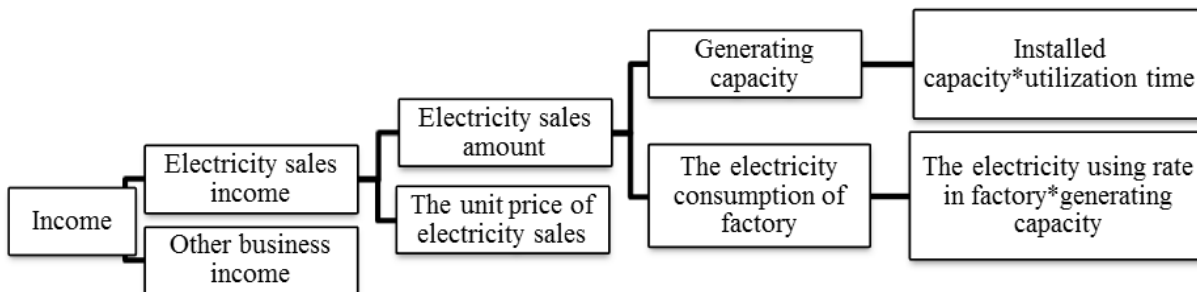 Income
Electricity sales
income
Other business
income
Electricity sales
amount
The unit price of
electricity sales
Generating
capacity
The electricity
consumption of
factory
Installed
capacity*utilization time
The electricity using rate
in factory*generating
capacity